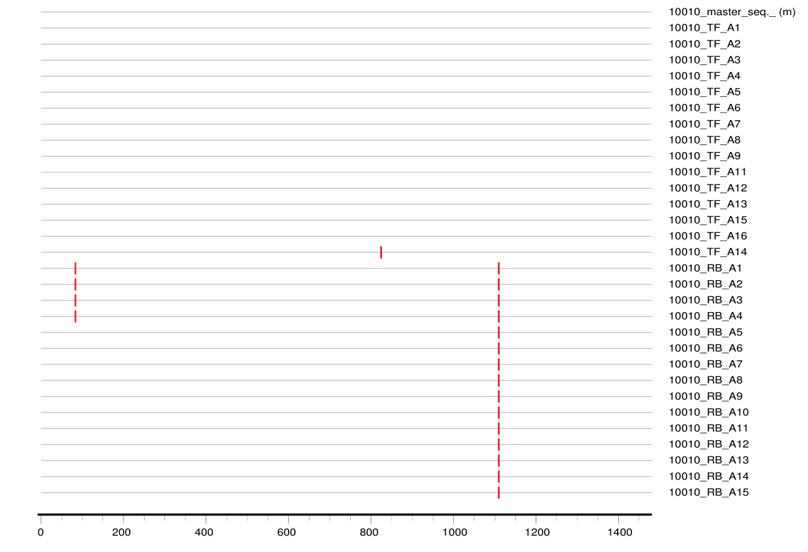 10010_master_seq._ (m)
10010_TF_A1
10010_TF_A2
10010_TF_A3
10010_TF_A4
10010_TF_A5
10010_TF_A6
10010_TF_A7
10010_TF_A8
10010_TF_A9
10010_TF_A11
10010_TF_A12
10010_TF_A13
10010_TF_A15
10010_TF_A16
10010_TF_A14
10010_RB_A1
10010_RB_A2
10010_RB_A3
10010_RB_A4
10010_RB_A5
10010_RB_A6
10010_RB_A7
10010_RB_A8
10010_RB_A9
10010_RB_A10
10010_RB_A11
10010_RB_A12
10010_RB_A13
10010_RB_A14
10010_RB_A15
0 200 400 600 800 1000 1200 1400